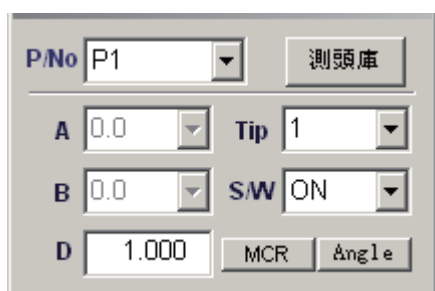 P/No P1 測頭庫
A 0.0 Tip 1
B 0.0 S/W ON
D 1.000 MCR Angle